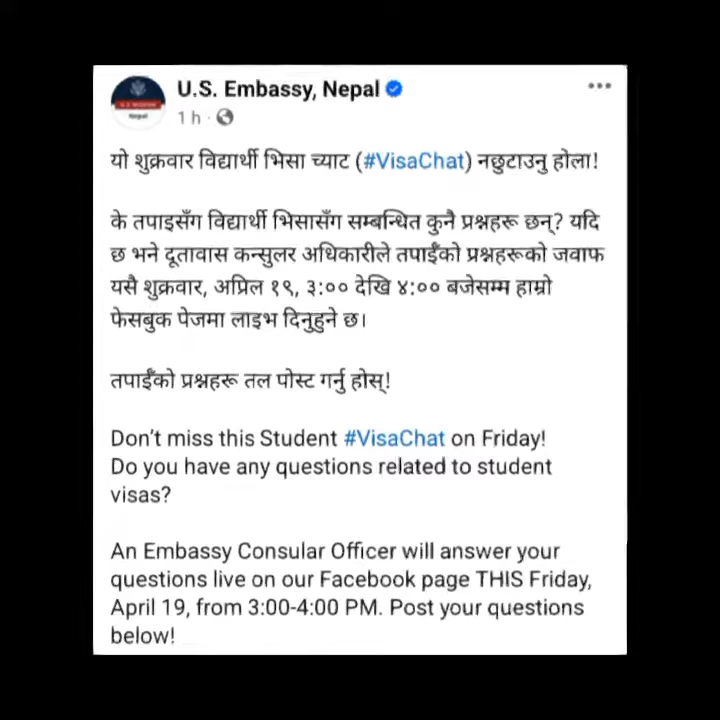 U.S. Embassy, Nepal
1 h ·
यो शुक्रवार विद्यार्थी भिसा च्याट (#VisaChat) नछुटाउनु होला!
के तपाइसँग विद्यार्थी भिसासँग सम्बन्धित कुनै प्रश्नहरू छन्? यदि
छ भने दूतावास कन्सुलर अधिकारीले तपाईँको प्रश्नहरूको जवाफ
यसै शुक्रवार, अप्रिल १९, ३:०० देखि ४:०० बजेसम्म हाम्रो
फेसबुक पेजमा लाइभ दिनुहुने छ।
तपाईँको प्रश्नहरू तल पोस्ट गर्नु होस्!
Don't miss this Student #VisaChat on Friday!
Do you have any questions related to student
visas?
An Embassy Consular Officer will answer your
questions live on our Facebook page THIS Friday,
April 19, from 3:00-4:00 PM. Post your questions
below!